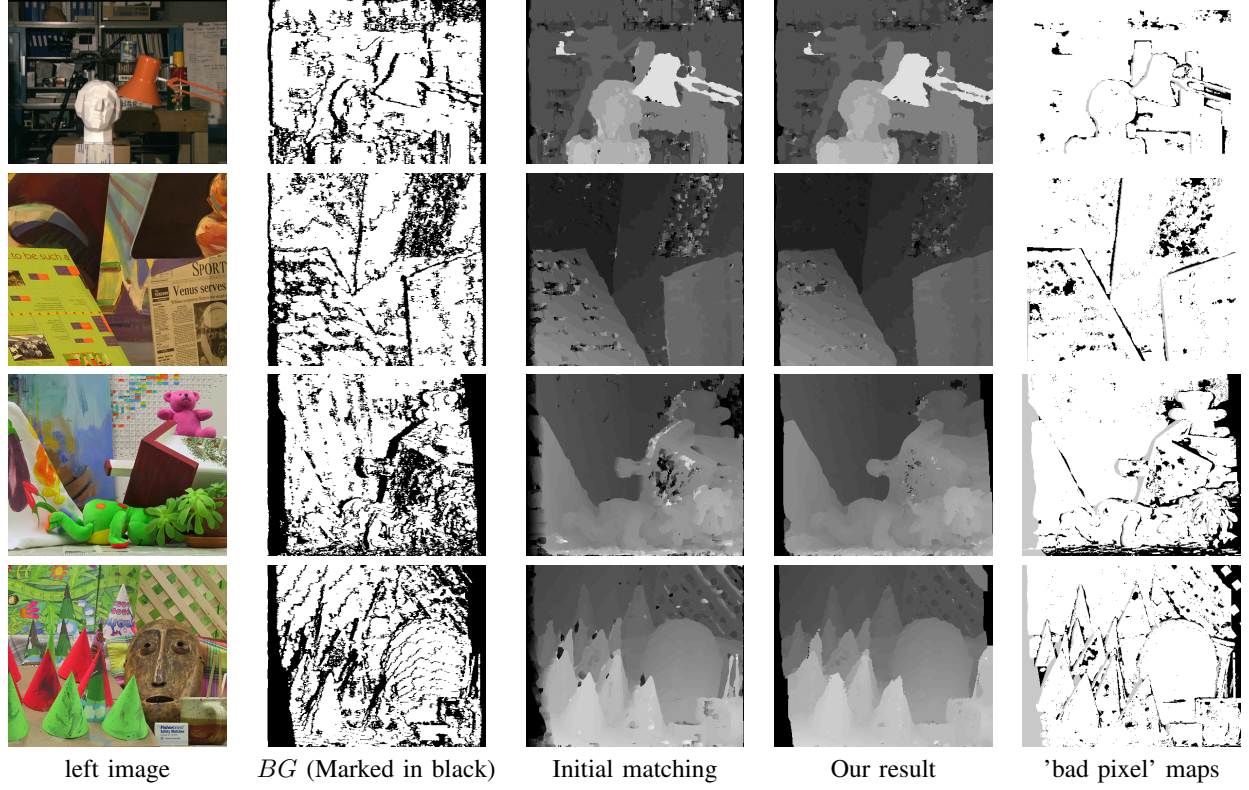 to be such a
SPORT
Venus serves
left image
BG (Marked in black)
Initial matching
Our result
'bad pixel' maps